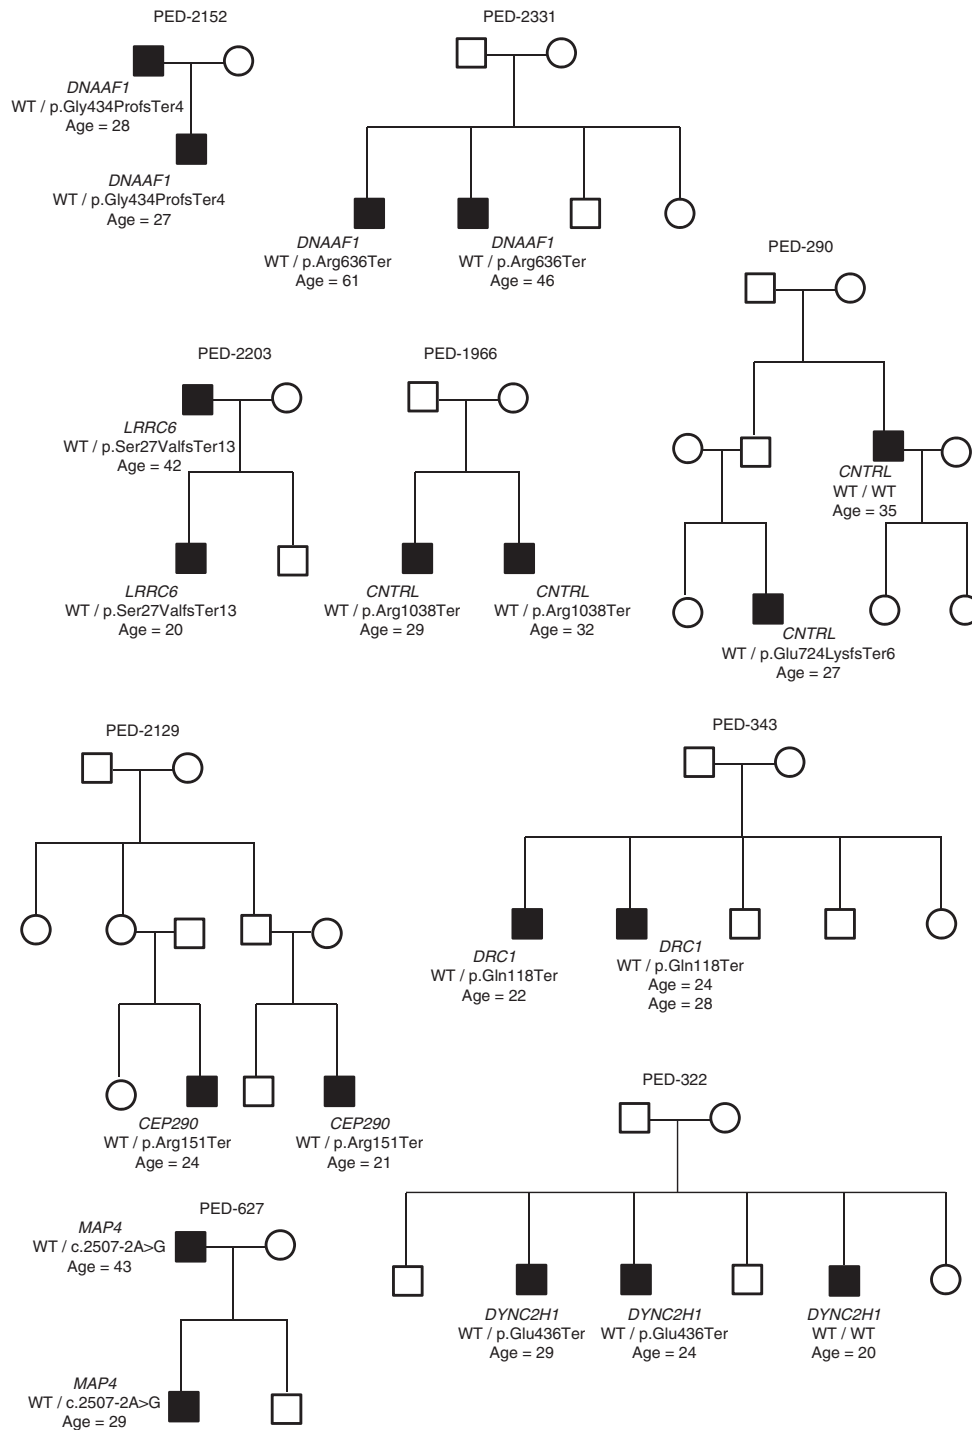 PED-2152
DNAAF1
WT / p.Gly434ProfsTer4
Age = 28
DNAAF1
WT / p.Gly434ProfsTer4
Age = 27
PED-2331
DNAAF1
WT / p.Arg636Ter
Age = 61
DNAAF1
WT / p.Arg636Ter
Age = 46
PED-290
CNTRL
WT / WT
Age = 35
CNTRL
WT / p.Glu724LysfsTer6
Age = 27
PED-2203
LRRC6
WT / p.Ser27ValfsTer13
Age = 42
LRRC6
WT / p.Ser27ValfsTer13
Age = 20
PED-1966
CNTRL
WT / p.Arg1038Ter
Age = 29
CNTRL
WT / p.Arg1038Ter
Age = 32
PED-2129
CEP290
WT / p.Arg151Ter
Age = 24
CEP290
WT / p.Arg151Ter
Age = 21
PED-343
DRC1
WT / p.Gln118Ter
Age = 22
DRC1
WT / p.Gln118Ter
Age = 24
Age = 28
PED-322
DYNC2H1
WT / p.Glu436Ter
Age = 29
DYNC2H1
WT / p.Glu436Ter
Age = 24
DYNC2H1
WT / WT
Age = 20
PED-627
MAP4
WT / c.2507-2A>G
Age = 43
MAP4
WT / c.2507-2A>G
Age = 29